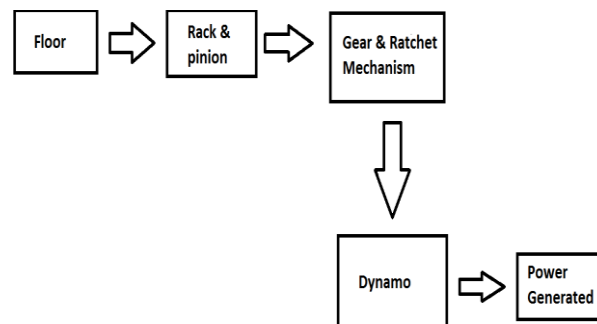 Floor
Rack &
pinion
Gear & Ratchet
Mechanism
Dynamo
Power
Generated